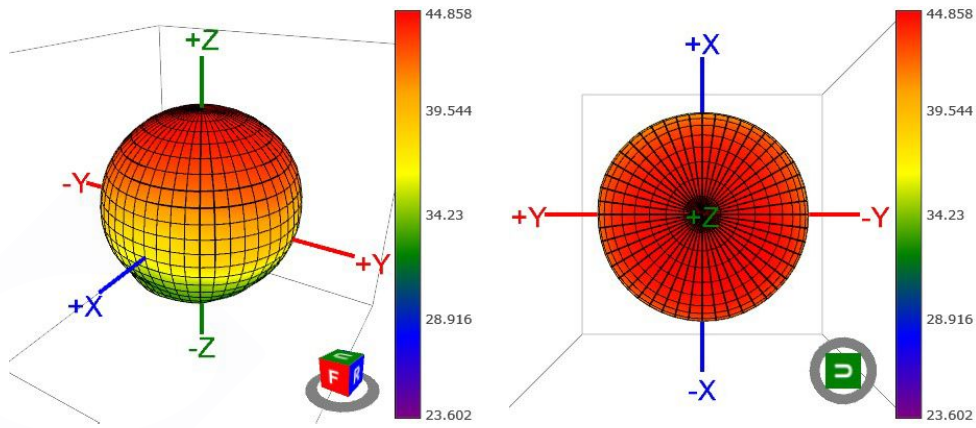 +Z
-Y
+Y
+X
-Z
U
F
R
44.858
39.544
34.23
28.916
23.602
+X
+Y
+Z
-Y
-X
U
44.858
39.544
34.23
28.916
23.602